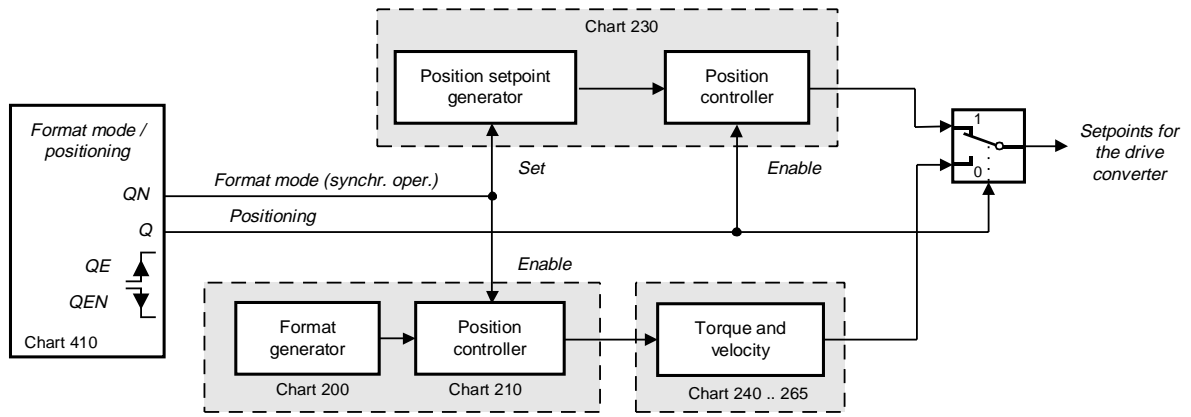 Chart 230
Position setpoint
generator
Position
controller
Format mode /
positioning
QN
Q
QE
QEN
Chart 410
Format mode (synchr. oper.)
Positioning
Set
Enable
Enable
1
0
Setpoints for
the drive
converter
Format
generator
Position
controller
Torque and
velocity
Chart 200
Chart 210
Chart 240 .. 265